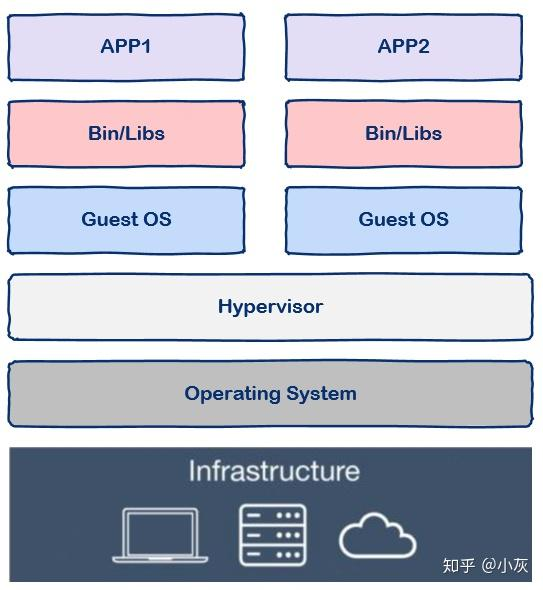 APP1 APP2
Bin/Libs Bin/Libs
Guest OS Guest OS
Hypervisor
Operating System
Infrastructure
知乎 @小灰